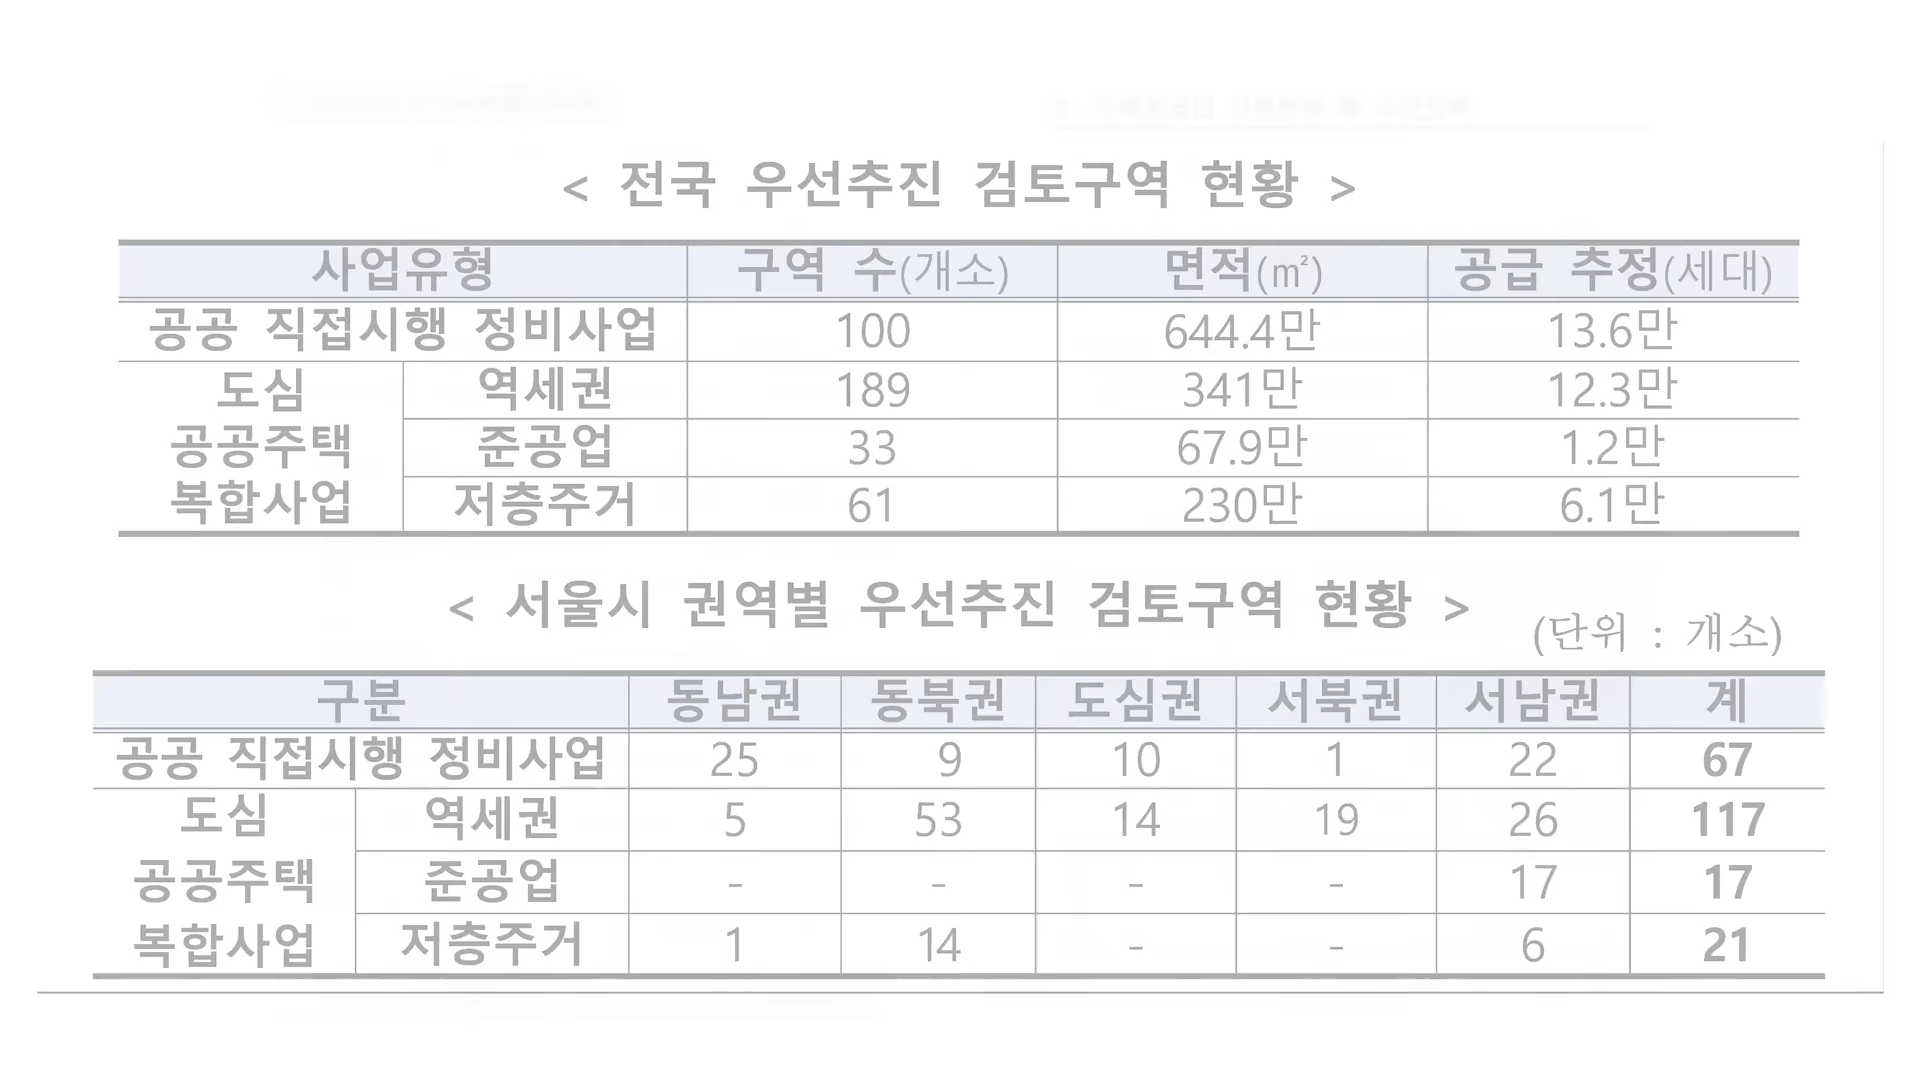 < 전국 우선추진 검토구역 현황 >
사업유형 구역 수(개소) 면적(㎡) 공급 추정(세대)
공공 직접시행 정비사업 100 644.4만 13.6만
도심 역세권 189 341만 12.3만
공공주택 준공업 33 67.9만 1.2만
복합사업 저층주거 61 230만 6.1만
< 서울시 권역별 우선추진 검토구역 현황 >
(단위 : 개소)
구분 동남권 동북권 도심권 서북권 서남권 계
공공 직접시행 정비사업 25 9 10 1 22 67
도심 역세권 5 53 14 19 26 117
공공주택 준공업 - - - - 17 17
복합사업 저층주거 1 14 - - 6 21